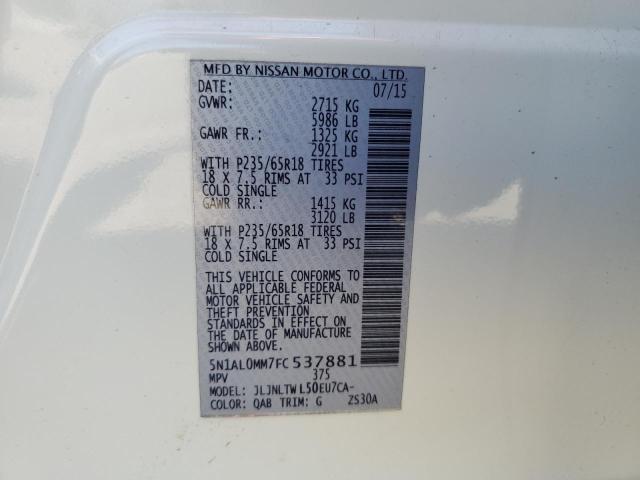 MFD BY NISSAN MOTOR CO., LTD.
DATE: 07/15
GVWR: 2715 KG
5986 LB
GAWR FR.: 1325 KG
2921 LB
WITH P235/65R18 TIRES
18 X 7.5 RIMS AT 33 PSI
COLD SINGLE
GAWR RR.: 1415 KG
3120 LB
WITH P235/65R18 TIRES
18 X 7.5 RIMS AT 33 PSI
COLD SINGLE
THIS VEHICLE CONFORMS TO
ALL APPLICABLE FEDERAL
MOTOR VEHICLE SAFETY AND
THEFT PREVENTION
STANDARDS IN EFFECT ON
THE DATE OF MANUFACTURE
SHOWN ABOVE.
5N1AL0MM7FC537881
MPV 375
MODEL: JLJNLTW L50EU7CA-
COLOR: QAB TRIM: G ZS30A